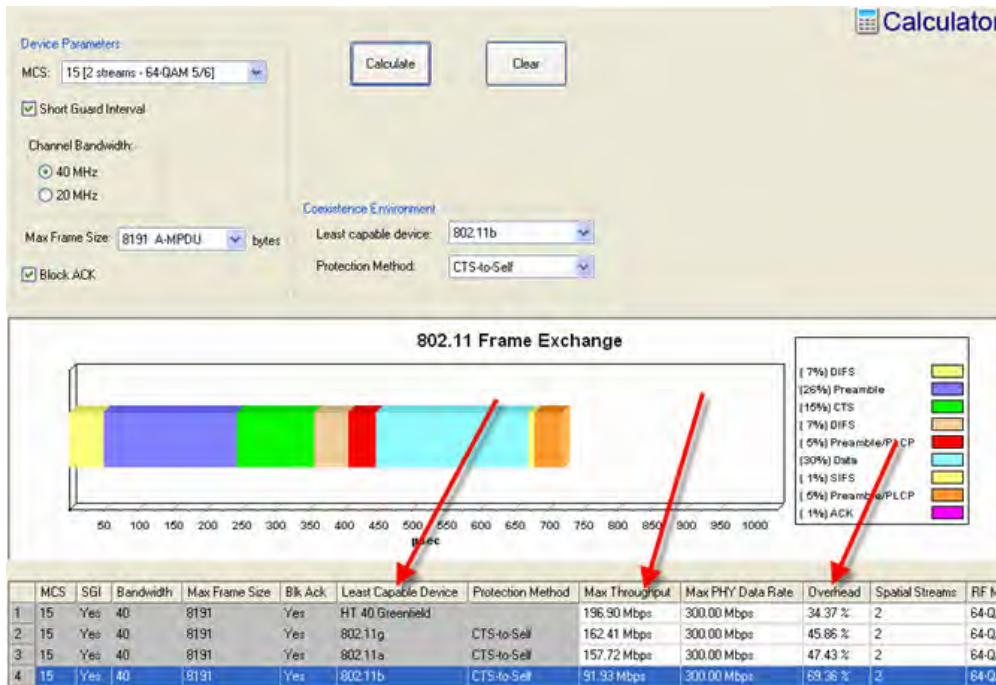 Calculator
Device Parameters
MCS: 15 [2 streams - 64-QAM 5/6]
Calculate Clear
Short Guard Interval
Channel Bandwidth:
40 MHz
20 MHz
Coexistence Environment
Max Frame Size: 8191 A-MPDU bytes
Least capable device: 802.11b
Protection Method: CTS-to-Self
Block ACK
802.11 Frame Exchange
( 7%) DIFS
(26%) Preamble
(15%) CTS
( 7%) DIFS
( 5%) Preamble/PLCP
(30%) Data
( 1%) SIFS
( 5%) Preamble/PLCP
( 1%) ACK
50 100 150 200 250 300 350 400 450 500 550 600 650 700 750 800 850 900 950 1000
µsec
MCS SGI Bandwidth Max Frame Size Blk Ack Least Capable Device Protection Method Max Throughput Max PHY Data Rate Overhead Spatial Streams RF M
1 15 Yes 40 8191 Yes HT 40 Greenfield 196.90 Mbps 300.00 Mbps 34.37 % 2 64-Q
2 15 Yes 40 8191 Yes 802.11g CTS-to-Self 162.41 Mbps 300.00 Mbps 45.86 % 2 64-Q
3 15 Yes 40 8191 Yes 802.11a CTS-to-Self 157.72 Mbps 300.00 Mbps 47.43 % 2 64-Q
4 15 Yes 40 8191 Yes 802.11b CTS-to-Self 91.93 Mbps 300.00 Mbps 69.36 % 2 64-Q